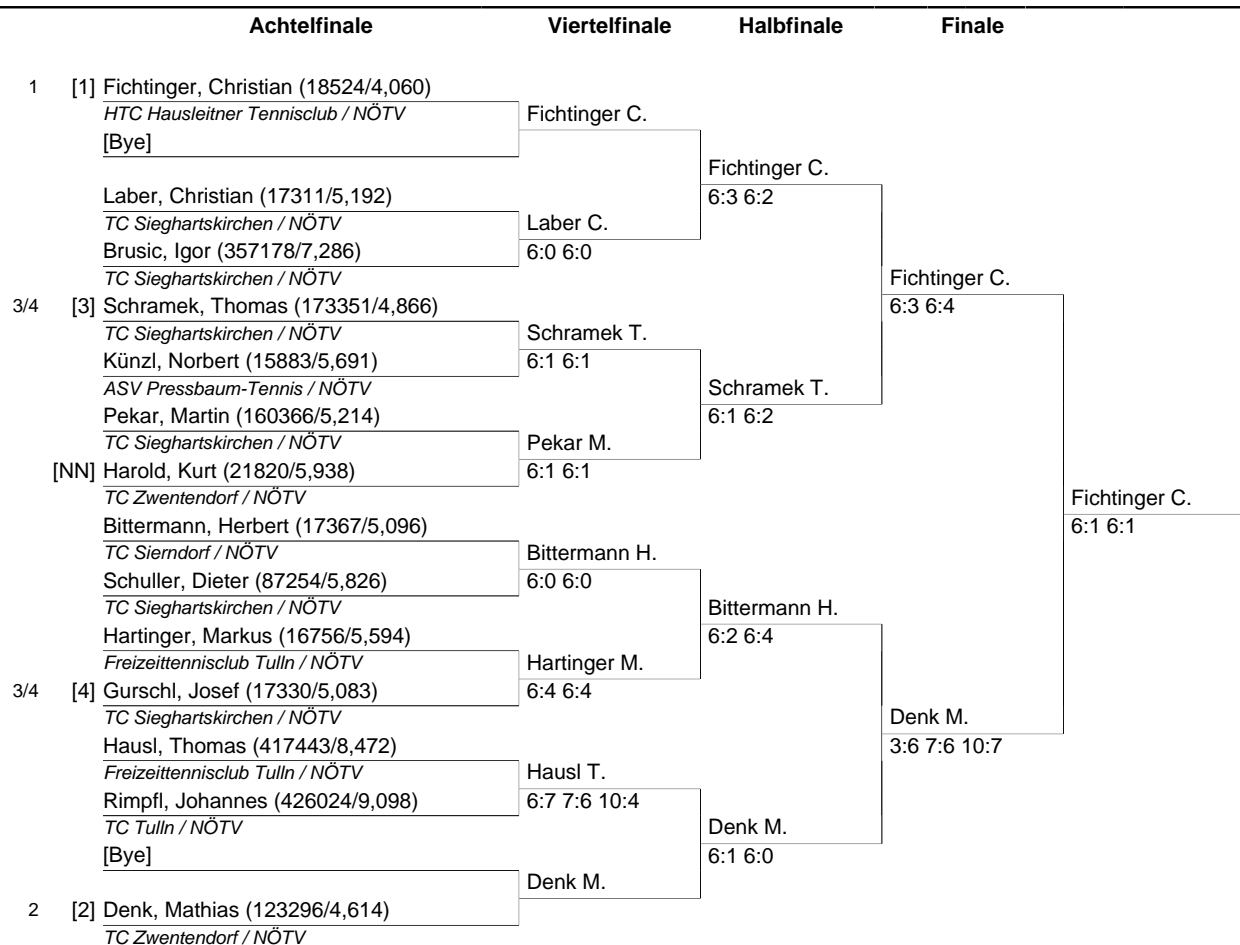 Achtelfinale Viertelfinale Halbfinale Finale
1 [1] Fichtinger, Christian (18524/4,060)
HTC Hausleitner Tennisclub / NÖTV Fichtinger C.
[Bye]
Fichtinger C.
Laber, Christian (17311/5,192) 6:3 6:2
TC Sieghartskirchen / NÖTV Laber C.
Brusic, Igor (357178/7,286) 6:0 6:0
TC Sieghartskirchen / NÖTV Fichtinger C.
3/4 [3] Schramek, Thomas (173351/4,866) 6:3 6:4
TC Sieghartskirchen / NÖTV Schramek T.
Künzl, Norbert (15883/5,691) 6:1 6:1
ASV Pressbaum-Tennis / NÖTV Schramek T.
Pekar, Martin (160366/5,214) 6:1 6:2
TC Sieghartskirchen / NÖTV Pekar M.
[NN] Harold, Kurt (21820/5,938) 6:1 6:1
TC Zwentendorf / NÖTV Fichtinger C.
Bittermann, Herbert (17367/5,096) 6:1 6:1
TC Sierndorf / NÖTV Bittermann H.
Schuller, Dieter (87254/5,826) 6:0 6:0
TC Sieghartskirchen / NÖTV Bittermann H.
Hartinger, Markus (16756/5,594) 6:2 6:4
Freizeittennisclub Tulln / NÖTV Hartinger M.
3/4 [4] Gurschl, Josef (17330/5,083) 6:4 6:4
TC Sieghartskirchen / NÖTV Denk M.
Hausl, Thomas (417443/8,472) 3:6 7:6 10:7
Freizeittennisclub Tulln / NÖTV Hausl T.
Rimpfl, Johannes (426024/9,098) 6:7 7:6 10:4
TC Tulln / NÖTV Denk M.
[Bye] 6:1 6:0
Denk M.
2 [2] Denk, Mathias (123296/4,614)
TC Zwentendorf / NÖTV